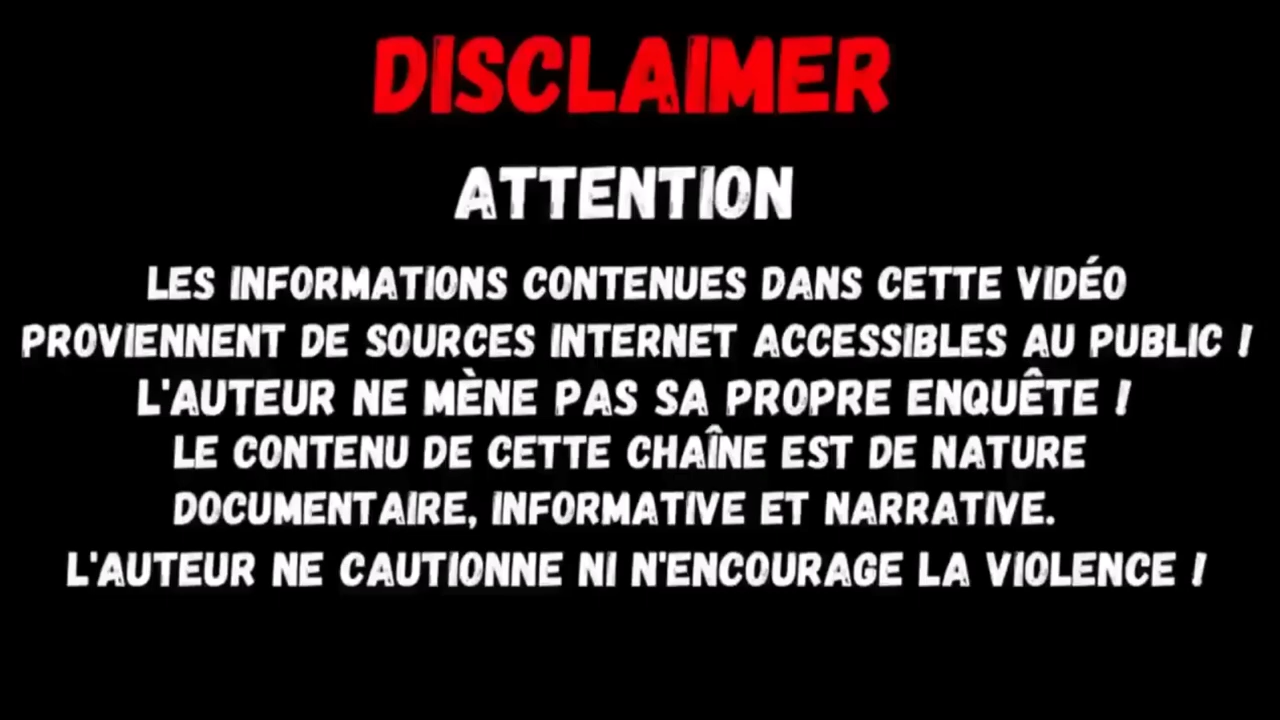 DISCLAIMER
ATTENTION
LES INFORMATIONS CONTENUES DANS CETTE VIDÉO
PROVIENNENT DE SOURCES INTERNET ACCESSIBLES AU PUBLIC !
L'AUTEUR NE MÈNE PAS SA PROPRE ENQUÊTE !
LE CONTENU DE CETTE CHAÎNE EST DE NATURE
DOCUMENTAIRE, INFORMATIVE ET NARRATIVE.
L'AUTEUR NE CAUTIONNE NI N'ENCOURAGE LA VIOLENCE !